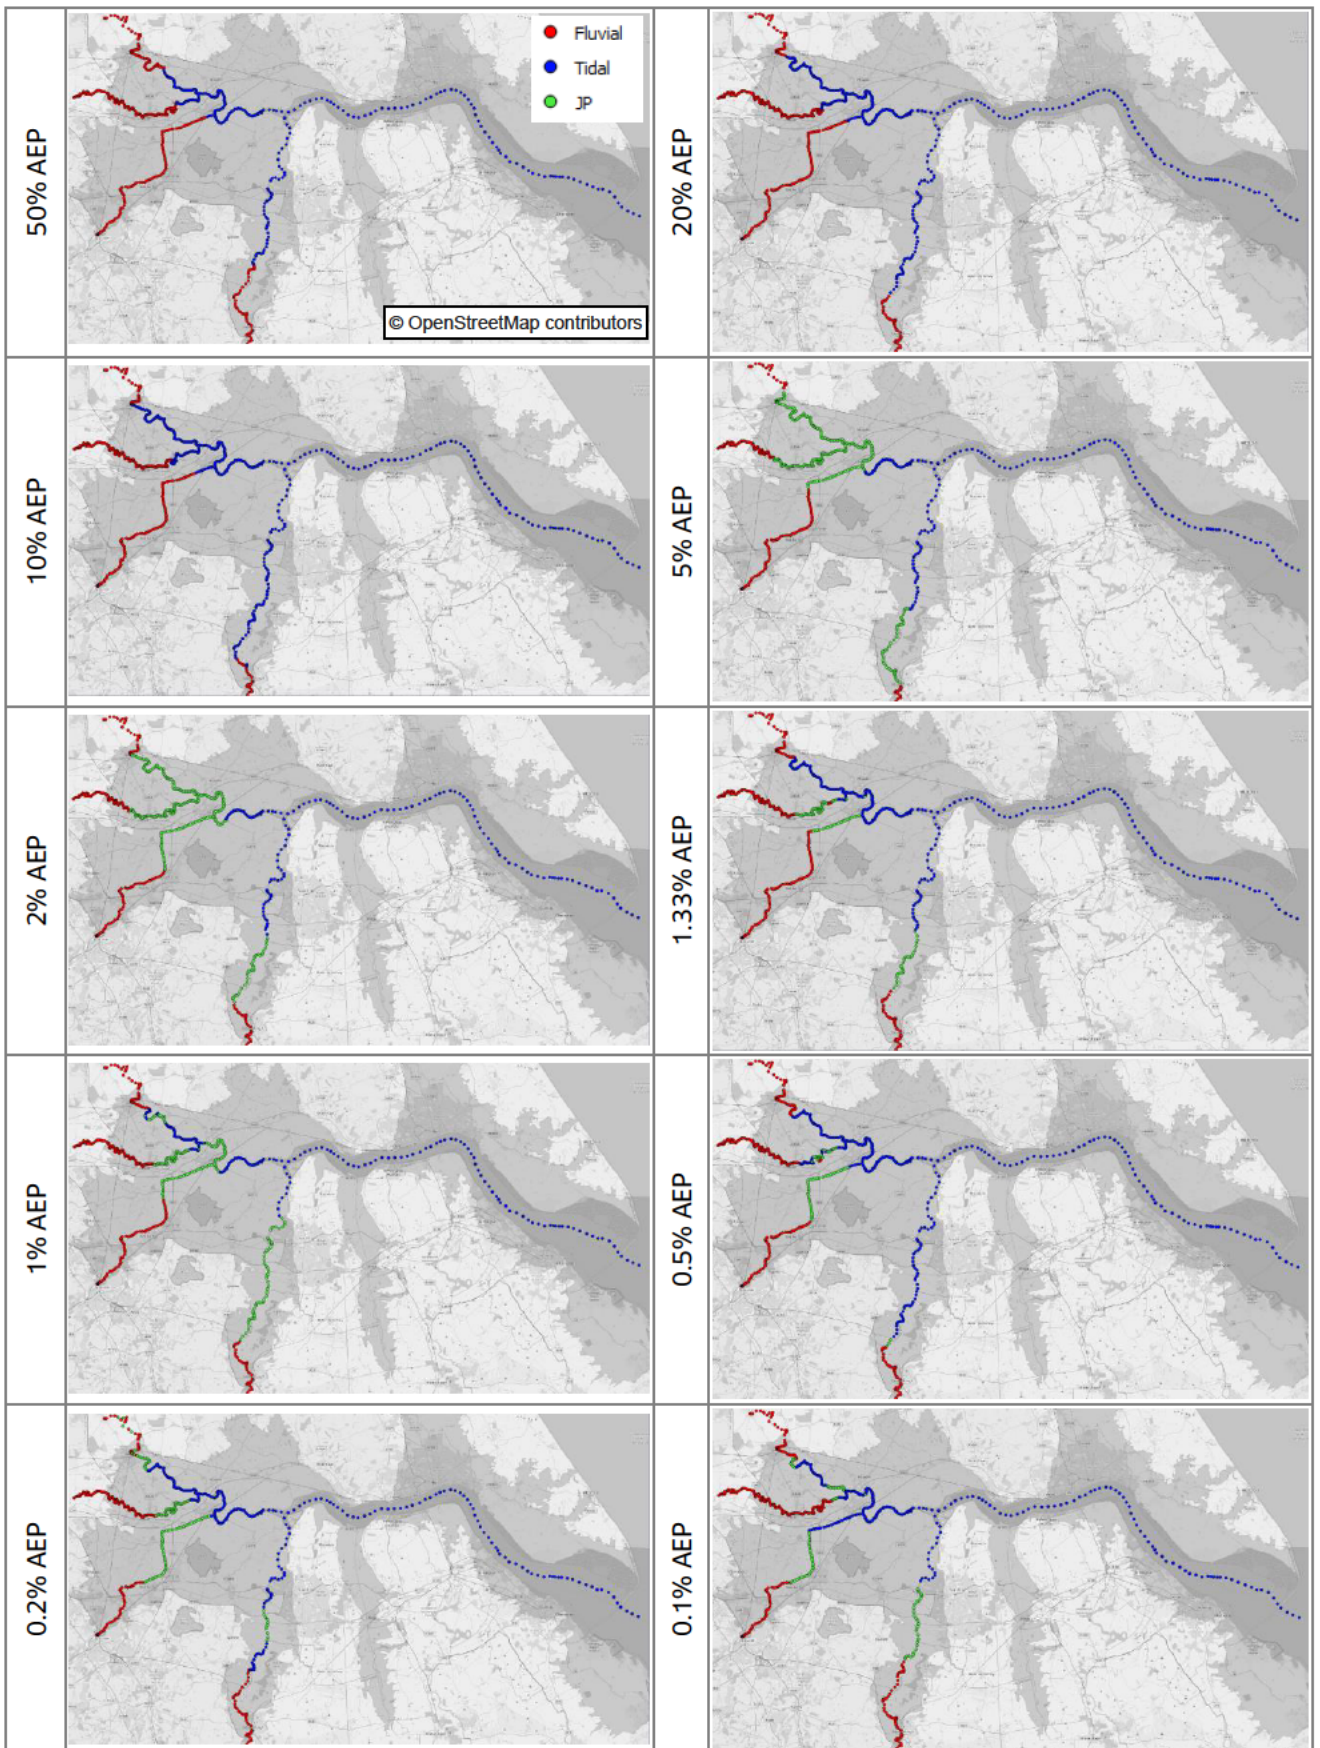 50% AEP
Fluvial
Tidal
JP
© OpenStreetMap contributors
20% AEP
10% AEP
5% AEP
2% AEP
1.33% AEP
1% AEP
0.5% AEP
0.2% AEP
0.1% AEP